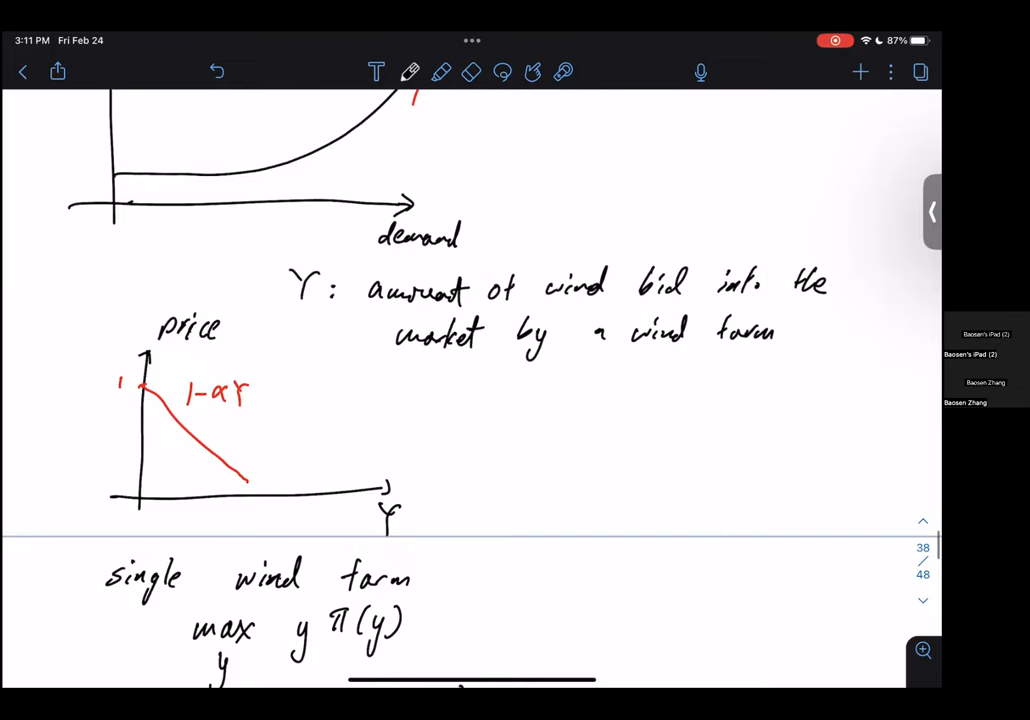 3:11 PM Fri Feb 24
87%
demand
Y: amount of wind bid into the
market by a wind farm
price
1
1-αY
Y
Baosen's iPad (2)
Baosen's iPad (2)
Baosen Zhang
Baosen Zhang
38
/
48
single wind farm
max y π(y)
y